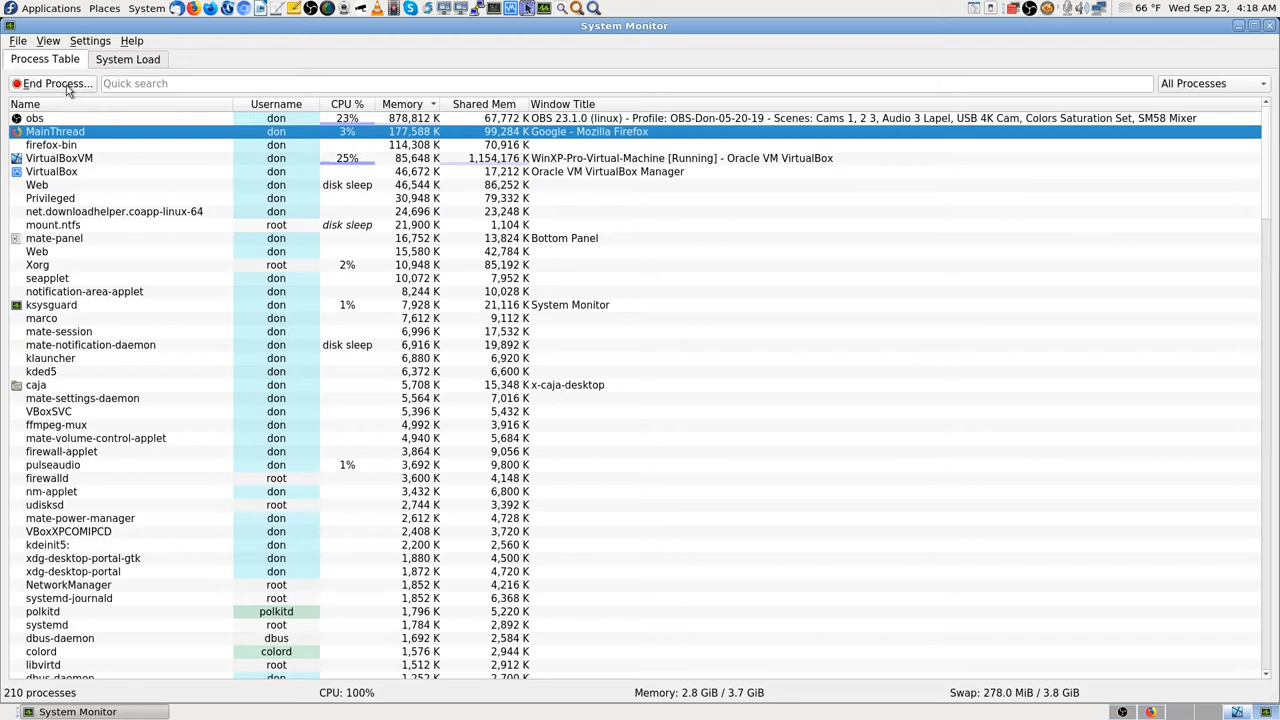 Applications Places System 66 °F Wed Sep 23, 4:18 AM
System Monitor
File View Settings Help
Process Table System Load
End Process... Quick search All Processes
Name Username CPU % Memory Shared Mem Window Title
obs don 23% 878,812 K 67,772 K OBS 23.1.0 (linux) - Profile: OBS-Don-05-20-19 - Scenes: Cams 1, 2 3, Audio 3 Lapel, USB 4K Cam, Colors Saturation Set, SM58 Mixer
MainThread don 3% 177,588 K 99,284 K Google - Mozilla Firefox
firefox-bin don 114,308 K 70,916 K
VirtualBoxVM don 25% 85,648 K 1,154,176 K WinXP-Pro-Virtual-Machine [Running] - Oracle VM VirtualBox
VirtualBox don 46,672 K 17,212 K Oracle VM VirtualBox Manager
Web don disk sleep 46,544 K 86,252 K
Privileged don 30,948 K 79,332 K
net.downloadhelper.coapp-linux-64 don 24,696 K 23,248 K
mount.ntfs root disk sleep 21,900 K 1,104 K
mate-panel don 16,752 K 13,824 K Bottom Panel
Web don 15,580 K 42,784 K
Xorg root 2% 10,948 K 85,192 K
seapplet don 10,072 K 7,952 K
notification-area-applet don 8,244 K 10,028 K
ksysguard don 1% 7,928 K 21,116 K System Monitor
marco don 7,612 K 9,112 K
mate-session don 6,996 K 17,532 K
mate-notification-daemon don disk sleep 6,916 K 19,892 K
klauncher don 6,880 K 6,920 K
kded5 don 6,372 K 6,600 K
caja don 5,708 K 15,348 K x-caja-desktop
mate-settings-daemon don 5,564 K 7,016 K
VBoxSVC don 5,396 K 5,432 K
ffmpeg-mux don 4,992 K 3,916 K
mate-volume-control-applet don 4,940 K 5,684 K
firewall-applet don 3,864 K 9,056 K
pulseaudio don 1% 3,692 K 9,800 K
firewalld root 3,600 K 4,148 K
nm-applet don 3,432 K 6,800 K
udisksd root 2,744 K 3,392 K
mate-power-manager don 2,612 K 4,728 K
VBoxXPCOMIPCD don 2,408 K 3,720 K
kdeinit5: don 2,200 K 2,560 K
xdg-desktop-portal-gtk don 1,880 K 4,500 K
xdg-desktop-portal don 1,872 K 4,720 K
NetworkManager root 1,852 K 4,216 K
systemd-journald root 1,852 K 6,368 K
polkitd polkitd 1,796 K 5,220 K
systemd root 1,784 K 2,892 K
dbus-daemon dbus 1,692 K 2,584 K
colord colord 1,576 K 2,944 K
libvirtd root 1,512 K 2,912 K
dbus-daemon don 1,252 K 2,700 K
210 processes CPU: 100% Memory: 2.8 GiB / 3.7 GiB Swap: 278.0 MiB / 3.8 GiB
System Monitor